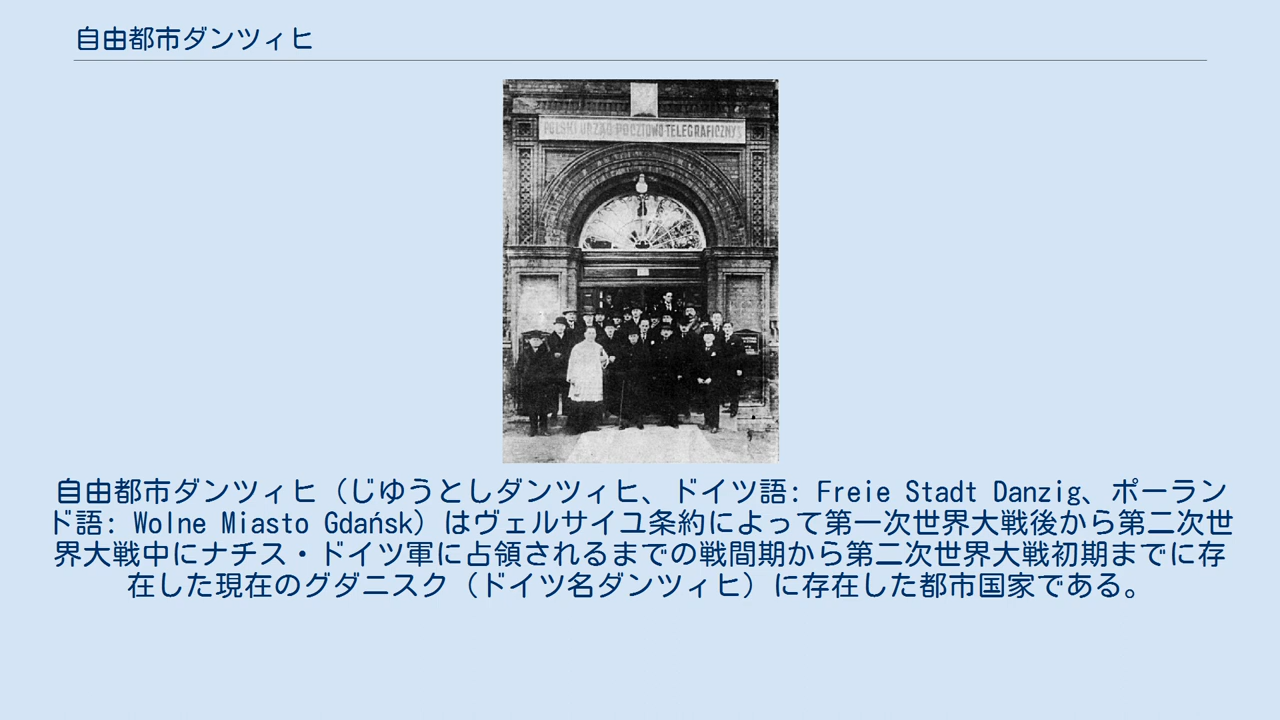 自由都市ダンツィヒ
POLSKI URZĄD POCZTOWO TELEGRAFICZNY
自由都市ダンツィヒ（じゆうとしダンツィヒ、ドイツ語: Freie Stadt Danzig、ポーラン
ド語: Wolne Miasto Gdańsk）はヴェルサイユ条約によって第一次世界大戦後から第二次世
界大戦中にナチス・ドイツ軍に占領されるまでの戦間期から第二次世界大戦初期までに存
在した現在のグダニスク（ドイツ名ダンツィヒ）に存在した都市国家である。